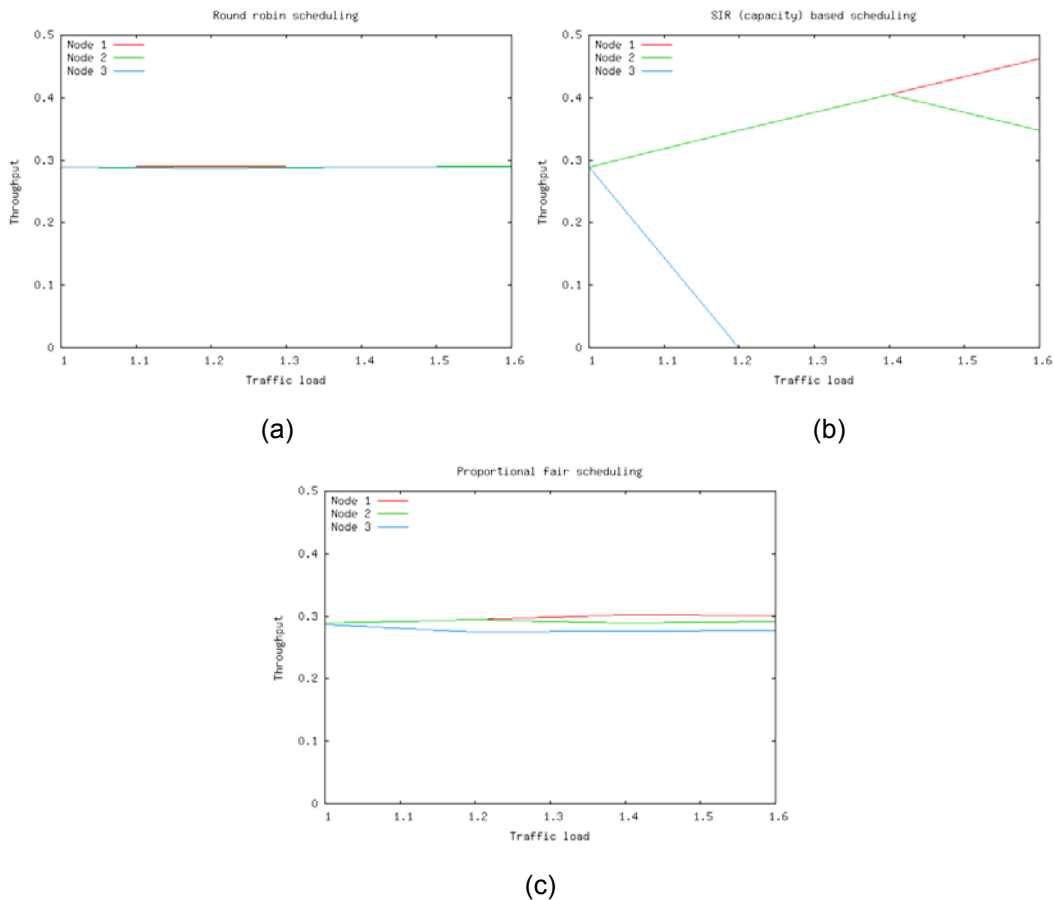 Round robin scheduling
0.5
Node 1
Node 2
Node 3
0.4
0.3
0.2
0.1
0
Throughput
1 1.1 1.2 1.3 1.4 1.5 1.6
Traffic load
(a)
SIR (capacity) based scheduling
0.5
Node 1
Node 2
Node 3
0.4
0.3
0.2
0.1
0
Throughput
1 1.1 1.2 1.3 1.4 1.5 1.6
Traffic load
(b)
Proportional fair scheduling
0.5
Node 1
Node 2
Node 3
0.4
0.3
0.2
0.1
0
Throughput
1 1.1 1.2 1.3 1.4 1.5 1.6
Traffic load
(c)